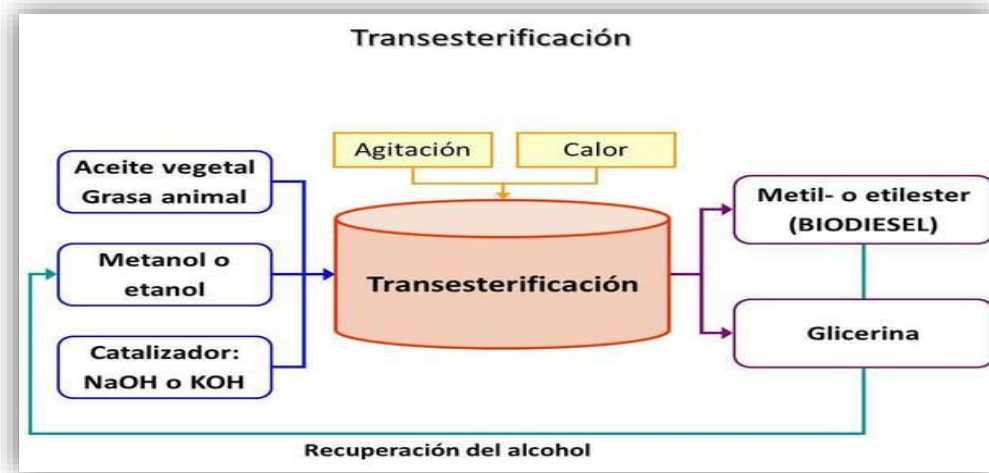 Transesterificación
Agitación
Calor
Aceite vegetal
Grasa animal
Metanol o
etanol
Catalizador:
NaOH o KOH
Transesterificación
Metil- o etilester
(BIODIESEL)
Glicerina
Recuperación del alcohol